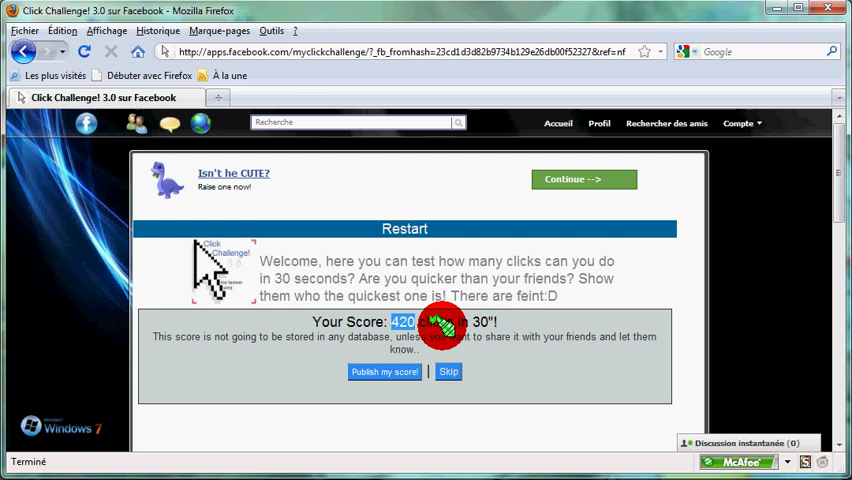 Click Challenge! 3.0 sur Facebook - Mozilla Firefox
Fichier Édition Affichage Historique Marque-pages Outils ?
http://apps.facebook.com/myclickchallenge/?_fb_fromhash=23cd1d3d82b9734b129e26db00f52327&ref=nf
Google
Les plus visités Débuter avec Firefox À la une
Click Challenge! 3.0 sur Facebook
Recherche
Accueil Profil Rechercher des amis Compte
Isn't he CUTE?
Raise one now!
Continue -->
Restart
Click
Challenge!
Welcome, here you can test how many clicks can you do
in 30 seconds? Are you quicker than your friends? Show
them who the quickest one is! There are feint:D
Your Score: 420 in 30"!
This score is not going to be stored in any database, unless you want to share it with your friends and let them
know..
Publish my score! | Skip
Windows 7
Discussion instantanée (0)
Terminé
McAfee